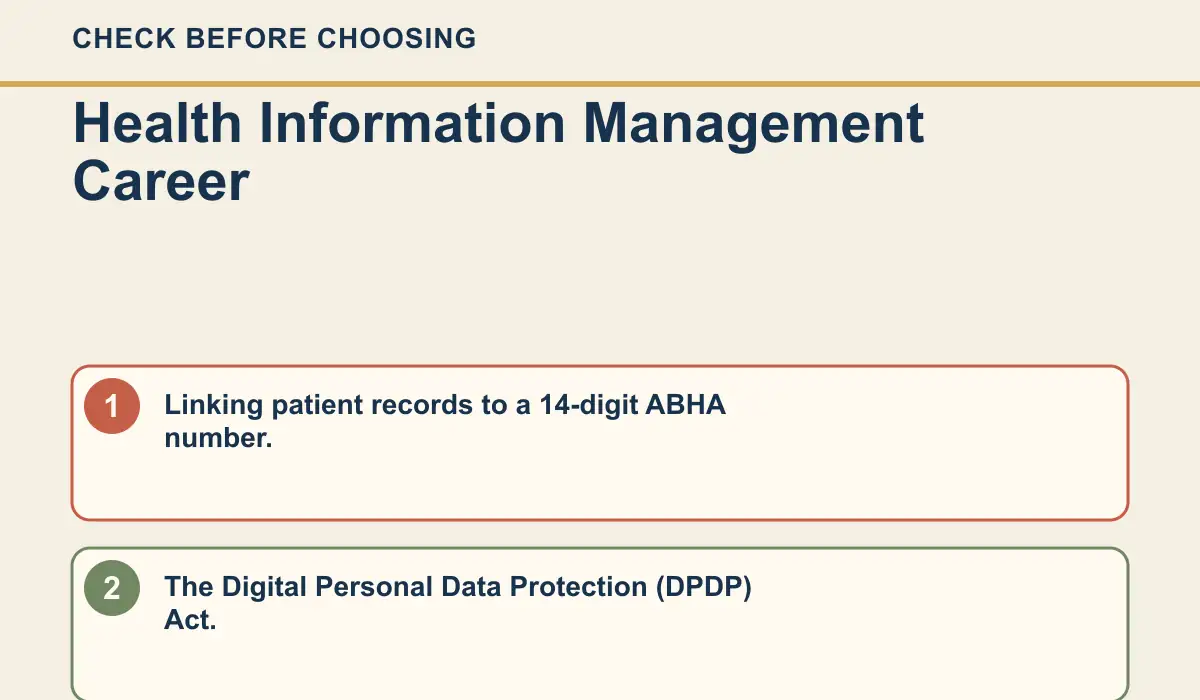 CHECK BEFORE CHOOSING
Health Information Management
Career
1
Linking patient records to a 14-digit ABHA
number.
2
The Digital Personal Data Protection (DPDP)
Act.